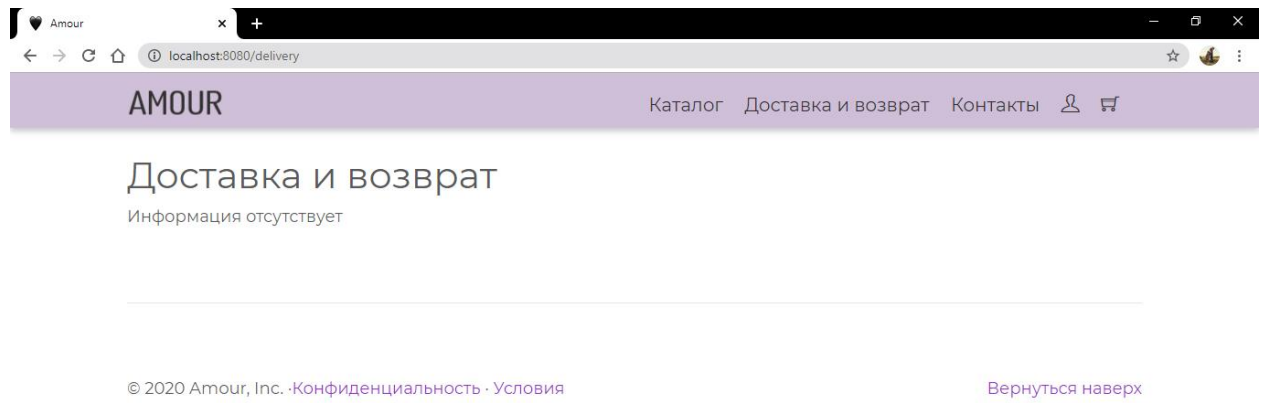 Amour
localhost:8080/delivery
AMOUR Каталог Доставка и возврат Контакты
Доставка и возврат
Информация отсутствует
© 2020 Amour, Inc. ·Конфиденциальность · Условия Вернуться наверх